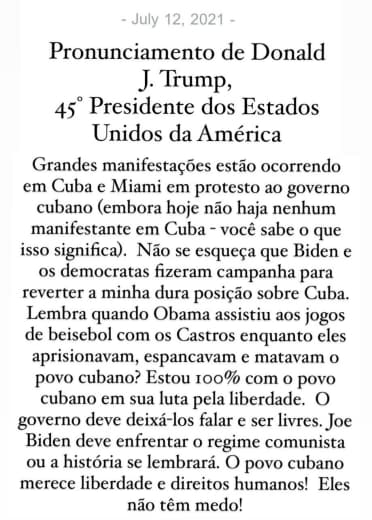 - July 12, 2021 -
Pronunciamento de Donald
J. Trump,
45° Presidente dos Estados
Unidos da América
Grandes manifestações estão ocorrendo
em Cuba e Miami em protesto ao governo
cubano (embora hoje não haja nenhum
manifestante em Cuba - você sabe o que
isso significa). Não se esqueça que Biden e
os democratas fizeram campanha para
reverter a minha dura posição sobre Cuba.
Lembra quando Obama assistiu aos jogos
de beisebol com os Castros enquanto eles
aprisionavam, espancavam e matavam o
povo cubano? Estou 100% com o povo
cubano em sua luta pela liberdade. O
governo deve deixá-los falar e ser livres. Joe
Biden deve enfrentar o regime comunista
ou a história se lembrará. O povo cubano
merece liberdade e direitos humanos! Eles
não têm medo!